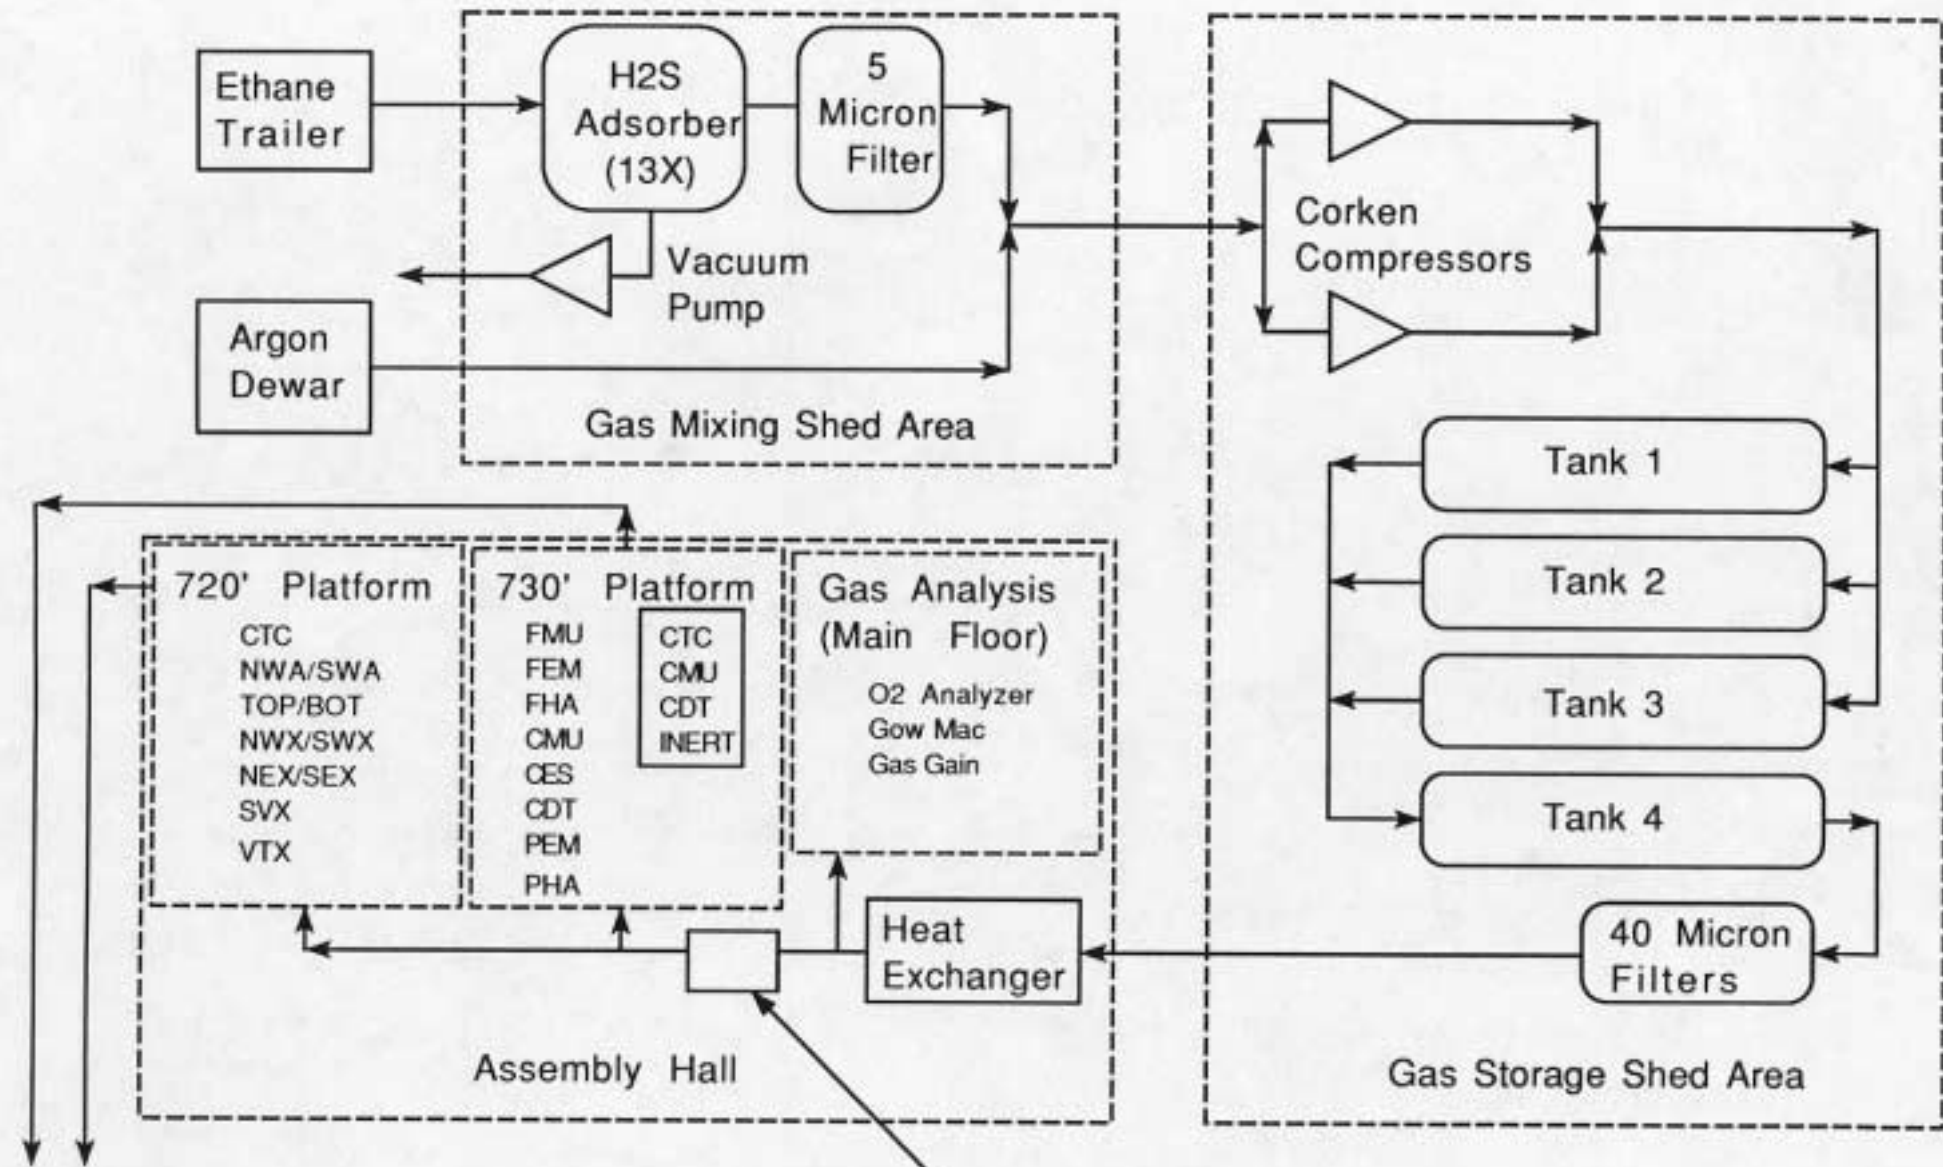 Ethane
Trailer
H2S
Adsorber
(13X)
5
Micron
Filter
Vacuum
Pump
Argon
Dewar
Gas Mixing Shed Area
Corken
Compressors
Tank 1
Tank 2
Tank 3
Tank 4
40 Micron
Filters
Gas Storage Shed Area
720' Platform
CTC
NWA/SWA
TOP/BOT
NWX/SWX
NEX/SEX
SVX
VTX
730' Platform
FMU
FEM
FHA
CMU
CES
CDT
PEM
PHA
CTC
CMU
CDT
INERT
Gas Analysis
(Main Floor)
O2 Analyzer
Gow Mac
Gas Gain
Heat
Exchanger
Assembly Hall